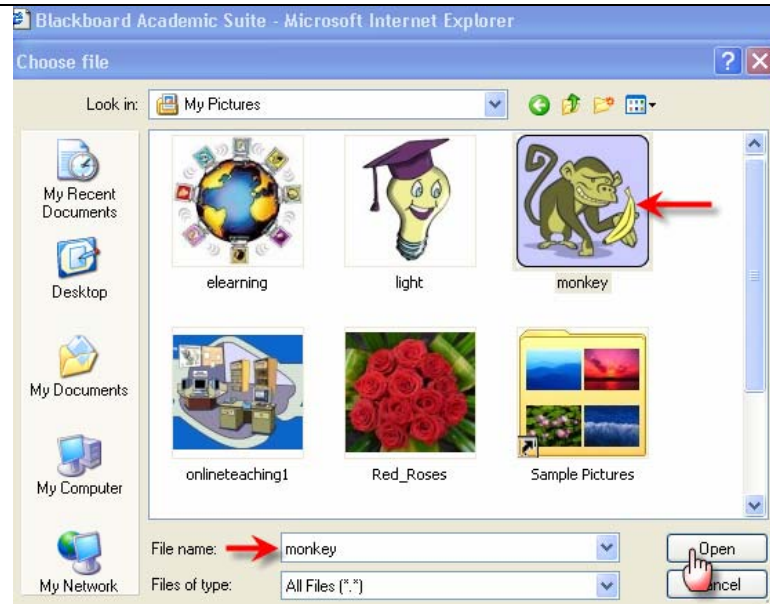 Blackboard Academic Suite - Microsoft Internet Explorer
Choose file
?
Look in: My Pictures
My Recent
Documents
Desktop
My Documents
My Computer
My Network
elearning
light
monkey
onlineteaching1
Red_Roses
Sample Pictures
File name: monkey
Open
Files of type: All Files (*.*)
Cancel